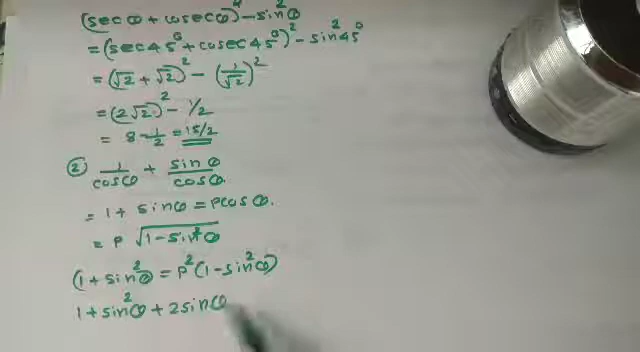 (secθ + cosecθ)² - sin²θ
= (sec45° + cosec45°)² - sin²45°
= (√2 + √2)² - (1/√2)²
= (2√2)² - 1/2
= 8 - 1/2 = 15/2
② 1/cosθ + sinθ/cosθ.
= 1 + sinθ = Pcosθ.
= P √1-sin²θ
(1 + sinθ)² = P²(1-sin²θ)
1 + sin²θ + 2sinθ